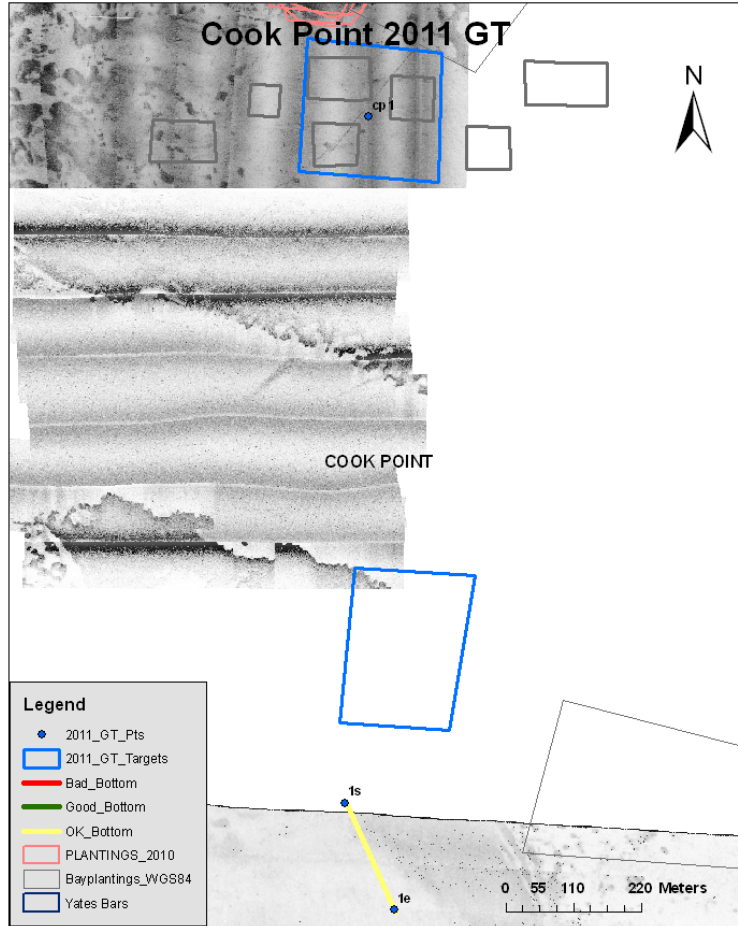 Cook Point 2011 GT
N
cp 1
COOK POINT
Legend
2011_GT_Pts
2011_GT_Targets
Bad_Bottom
Good_Bottom
OK_Bottom
PLANTINGS_2010
Bayplantings_WGS84
Yates Bars
1s
1e
0 55 110 220 Meters